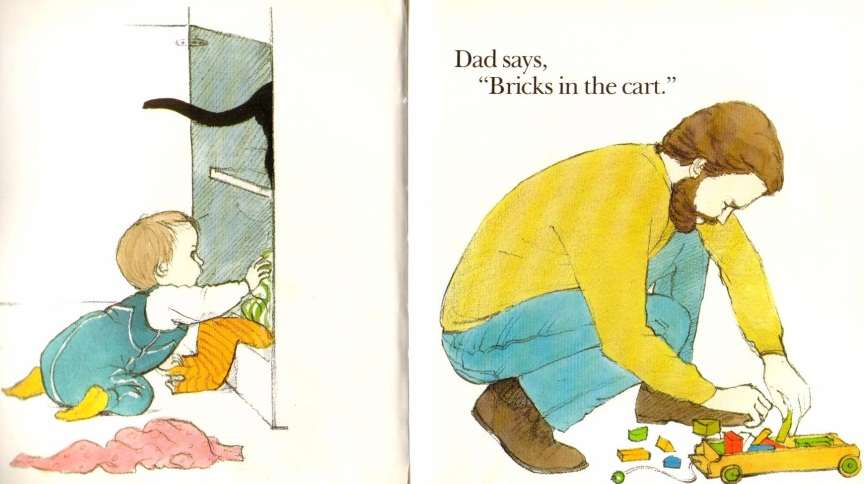 Dad says,
“Bricks in the cart.”